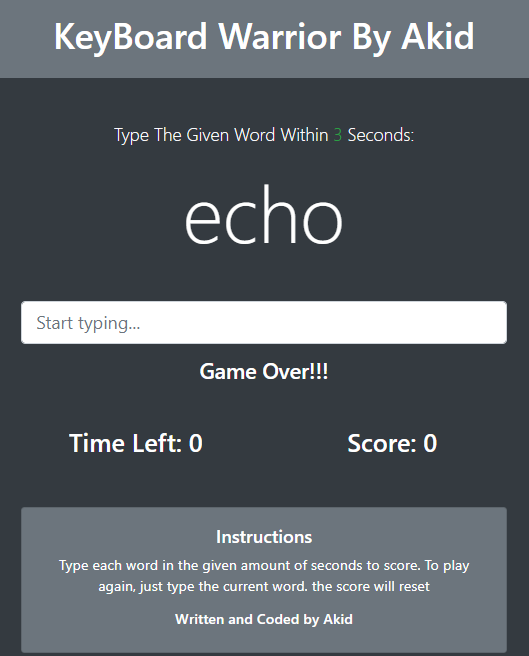 KeyBoard Warrior By Akid
Type The Given Word Within 3 Seconds:
echo
Start typing...
Game Over!!!
Time Left: 0 Score: 0
Instructions
Type each word in the given amount of seconds to score. To play
again, just type the current word. the score will reset
Written and Coded by Akid